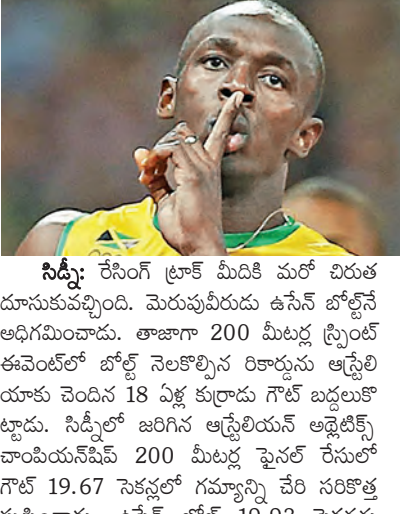 సిడ్నీ: రేసింగ్ ట్రాక్ మీదికి మరో చిరుత
దూసుకువచ్చింది. మెరుపువీరుడు ఉసేన్ బోల్ట్‌నే
అధిగమించాడు. తాజాగా 200 మీటర్ల స్ప్రింట్
ఈవెంట్‌లో బోల్ట్ నెలకొల్పిన రికార్డును ఆస్ట్రేలి
యాకు చెందిన 18 ఏళ్ల కుర్రాడు గౌట్ బద్దలుకొ
ట్టాడు. సిడ్నీలో జరిగిన ఆస్ట్రేలియన్ అథ్లెటిక్స్
చాంపియన్‌షిప్ 200 మీటర్ల ఫైనల్ రేసులో
గౌట్ 19.67 సెకన్లలో గమ్యాన్ని చేరి సరికొత్త